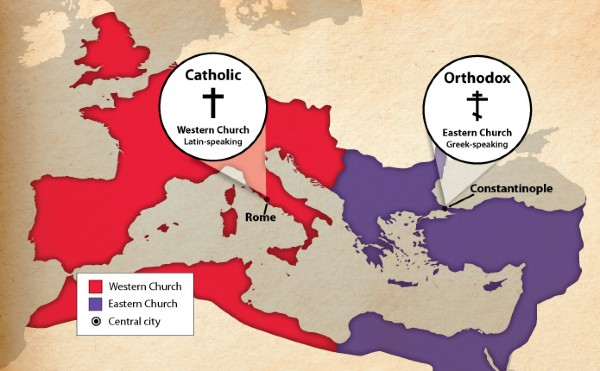 Catholic
Western Church
Latin-speaking
Orthodox
Eastern Church
Greek-speaking
Constantinople
Rome
Western Church
Eastern Church
Central city